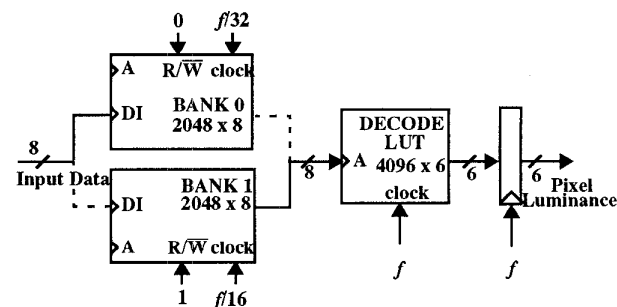 0 f/32
A R/W clock
DI BANK 0
2048 x 8
8
Input Data
BANK 1
DI 2048 x 8
A R/W clock
1 f/16
8
DECODE
LUT
A 4096 x 6
clock
f
6
6
Pixel
Luminance
f